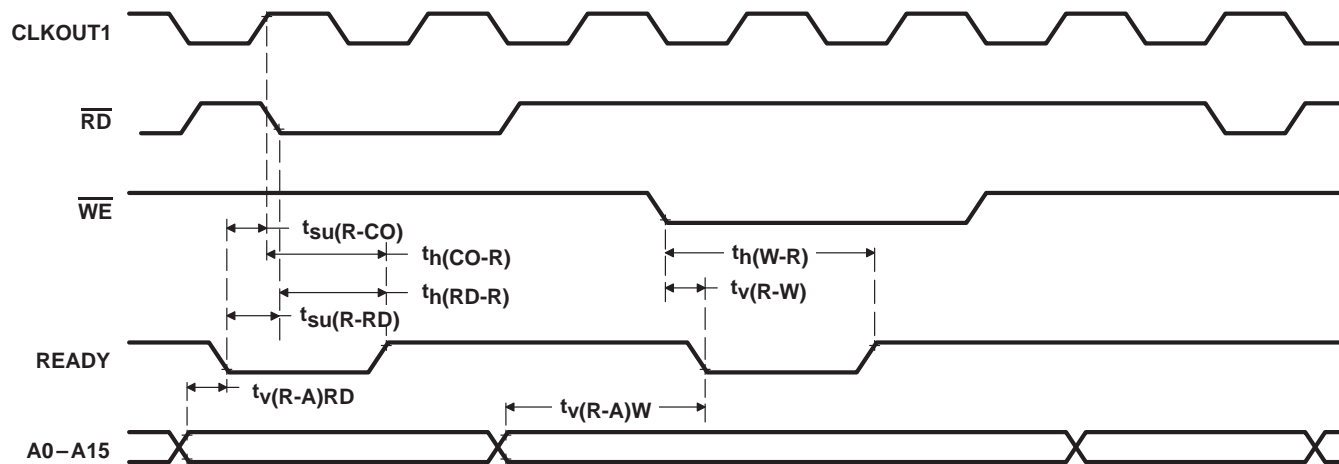 CLKOUT1
RD
WE
tsu(R-CO)
th(CO-R)
th(W-R)
th(RD-R)
tv(R-W)
tsu(R-RD)
READY
tv(R-A)RD
tv(R-A)W
A0–A15